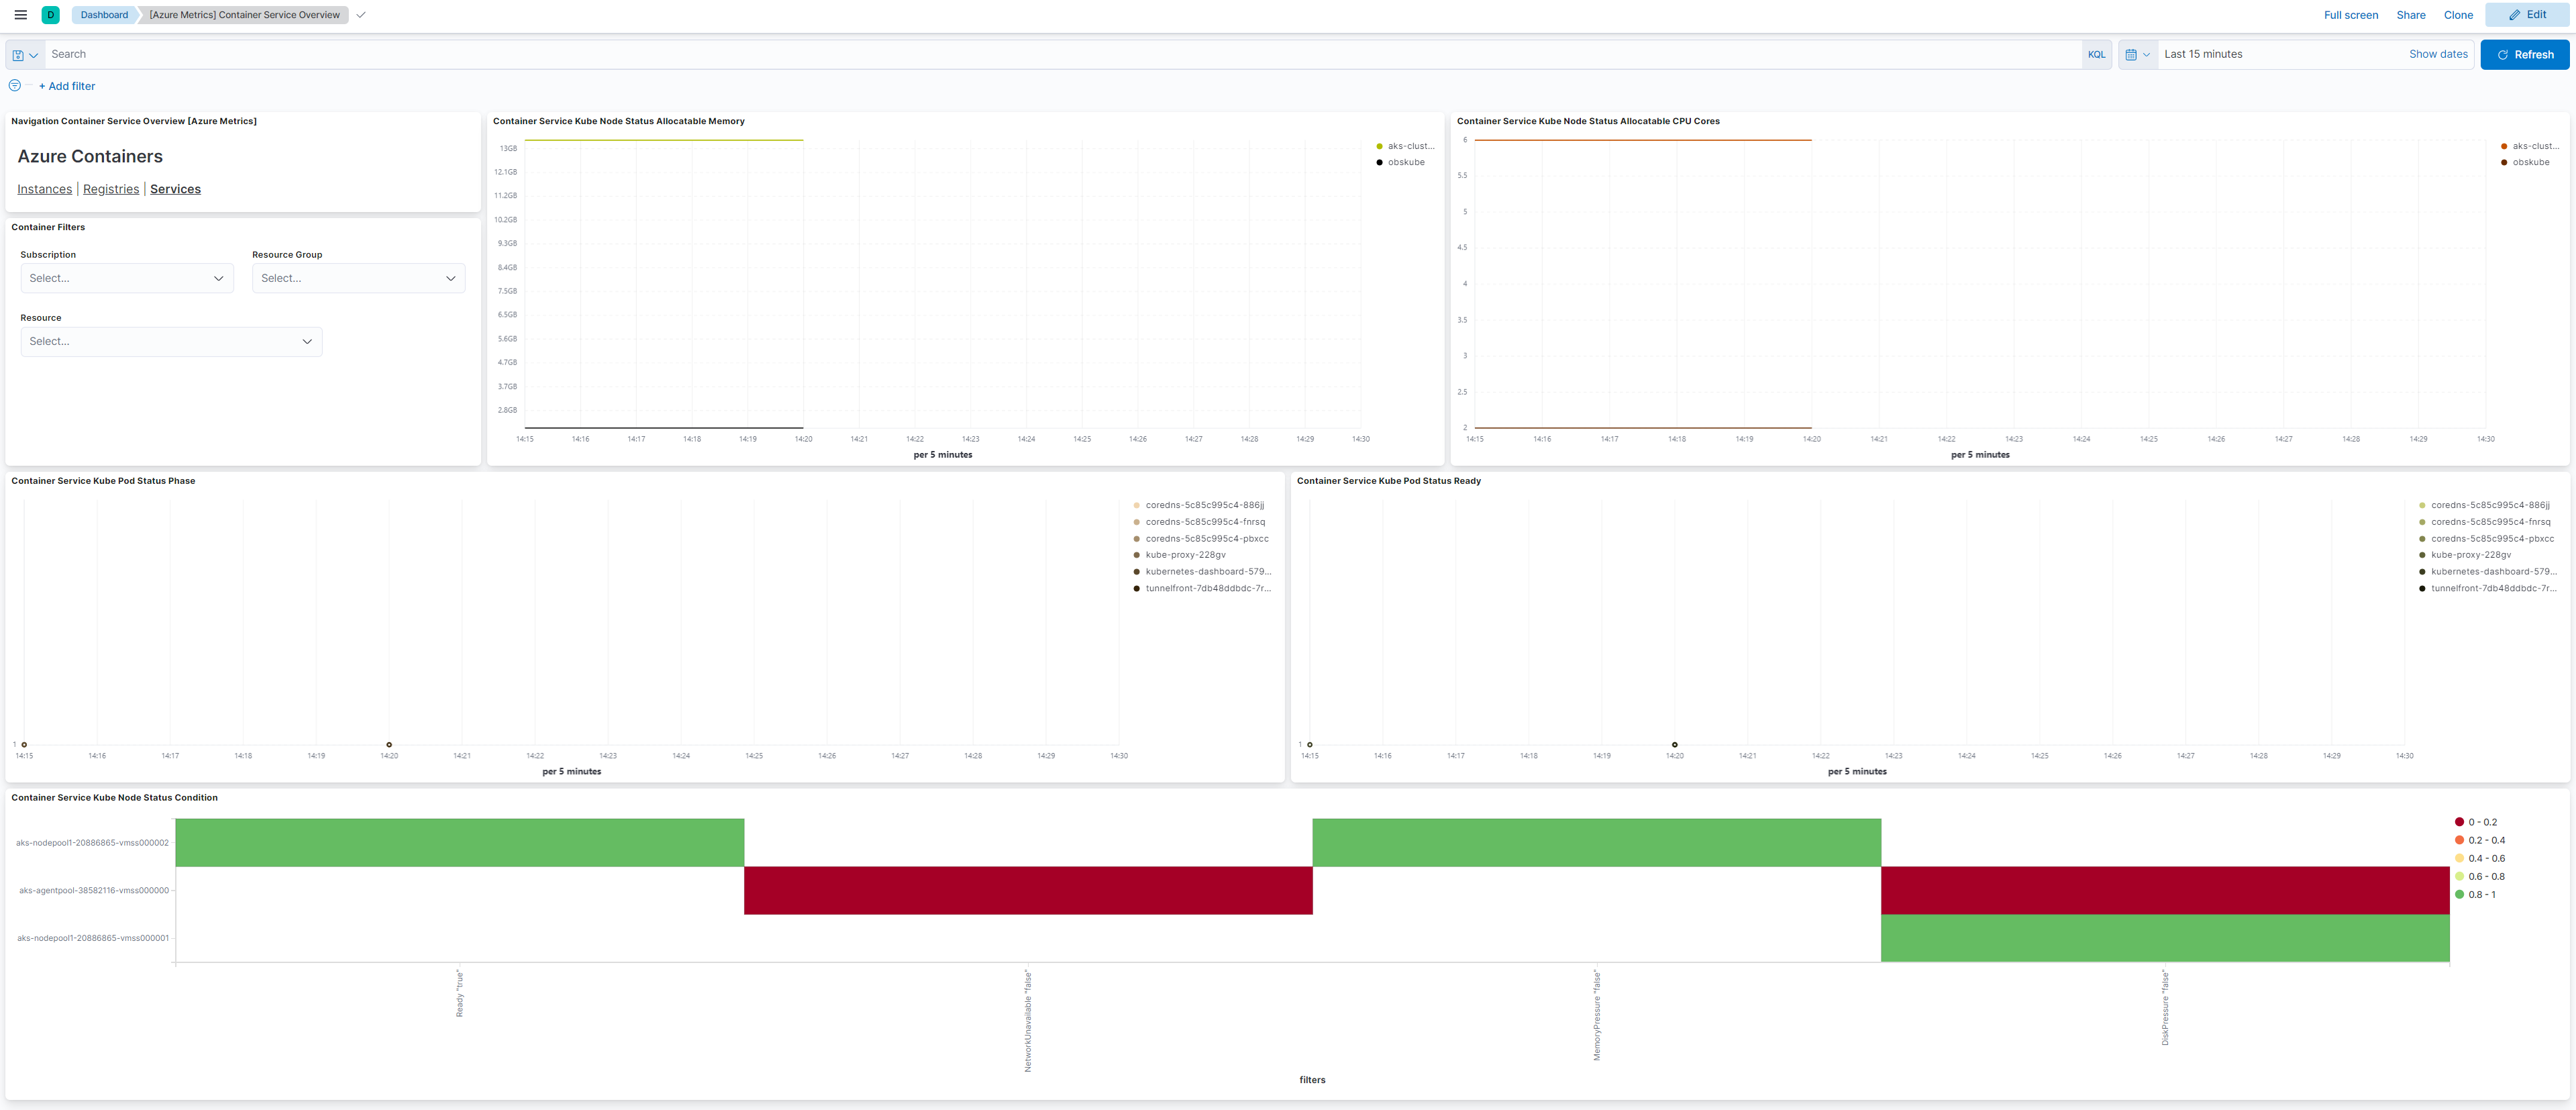 D Dashboard [Azure Metrics] Container Service Overview Full screen Share Clone Edit
Search KQL Last 15 minutes Show dates Refresh
+ Add filter
Navigation Container Service Overview [Azure Metrics]
Azure Containers
Instances | Registries | Services
Container Filters
Subscription Resource Group
Select... Select...
Resource
Select...
Container Service Kube Node Status Allocatable Memory
13GB
12.1GB
11.2GB
10.2GB
9.3GB
8.4GB
7.5GB
6.5GB
5.6GB
4.7GB
3.7GB
2.8GB
14:15 14:16 14:17 14:18 14:19 14:20 14:21 14:22 14:23 14:24 14:25 14:26 14:27 14:28 14:29 14:30
per 5 minutes
aks-clust...
obskube
Container Service Kube Node Status Allocatable CPU Cores
6
5.5
5
4.5
4
3.5
3
2.5
2
14:15 14:16 14:17 14:18 14:19 14:20 14:21 14:22 14:23 14:24 14:25 14:26 14:27 14:28 14:29 14:30
per 5 minutes
aks-clust...
obskube
Container Service Kube Pod Status Phase
1
14:15 14:16 14:17 14:18 14:19 14:20 14:21 14:22 14:23 14:24 14:25 14:26 14:27 14:28 14:29 14:30
per 5 minutes
coredns-5c85c995c4-886jj
coredns-5c85c995c4-fnrsq
coredns-5c85c995c4-pbxcc
kube-proxy-228gv
kubernetes-dashboard-579...
tunnelfront-7db48ddbdc-7r...
Container Service Kube Pod Status Ready
1
14:15 14:16 14:17 14:18 14:19 14:20 14:21 14:22 14:23 14:24 14:25 14:26 14:27 14:28 14:29 14:30
per 5 minutes
coredns-5c85c995c4-886jj
coredns-5c85c995c4-fnrsq
coredns-5c85c995c4-pbxcc
kube-proxy-228gv
kubernetes-dashboard-579...
tunnelfront-7db48ddbdc-7r...
Container Service Kube Node Status Condition
aks-nodepool1-20886865-vmss000002
aks-agentpool-38582116-vmss000000
aks-nodepool1-20886865-vmss000001
Ready "true"
NetworkUnavailable "false"
MemoryPressure "false"
DiskPressure "false"
filters
0 - 0.2
0.2 - 0.4
0.4 - 0.6
0.6 - 0.8
0.8 - 1